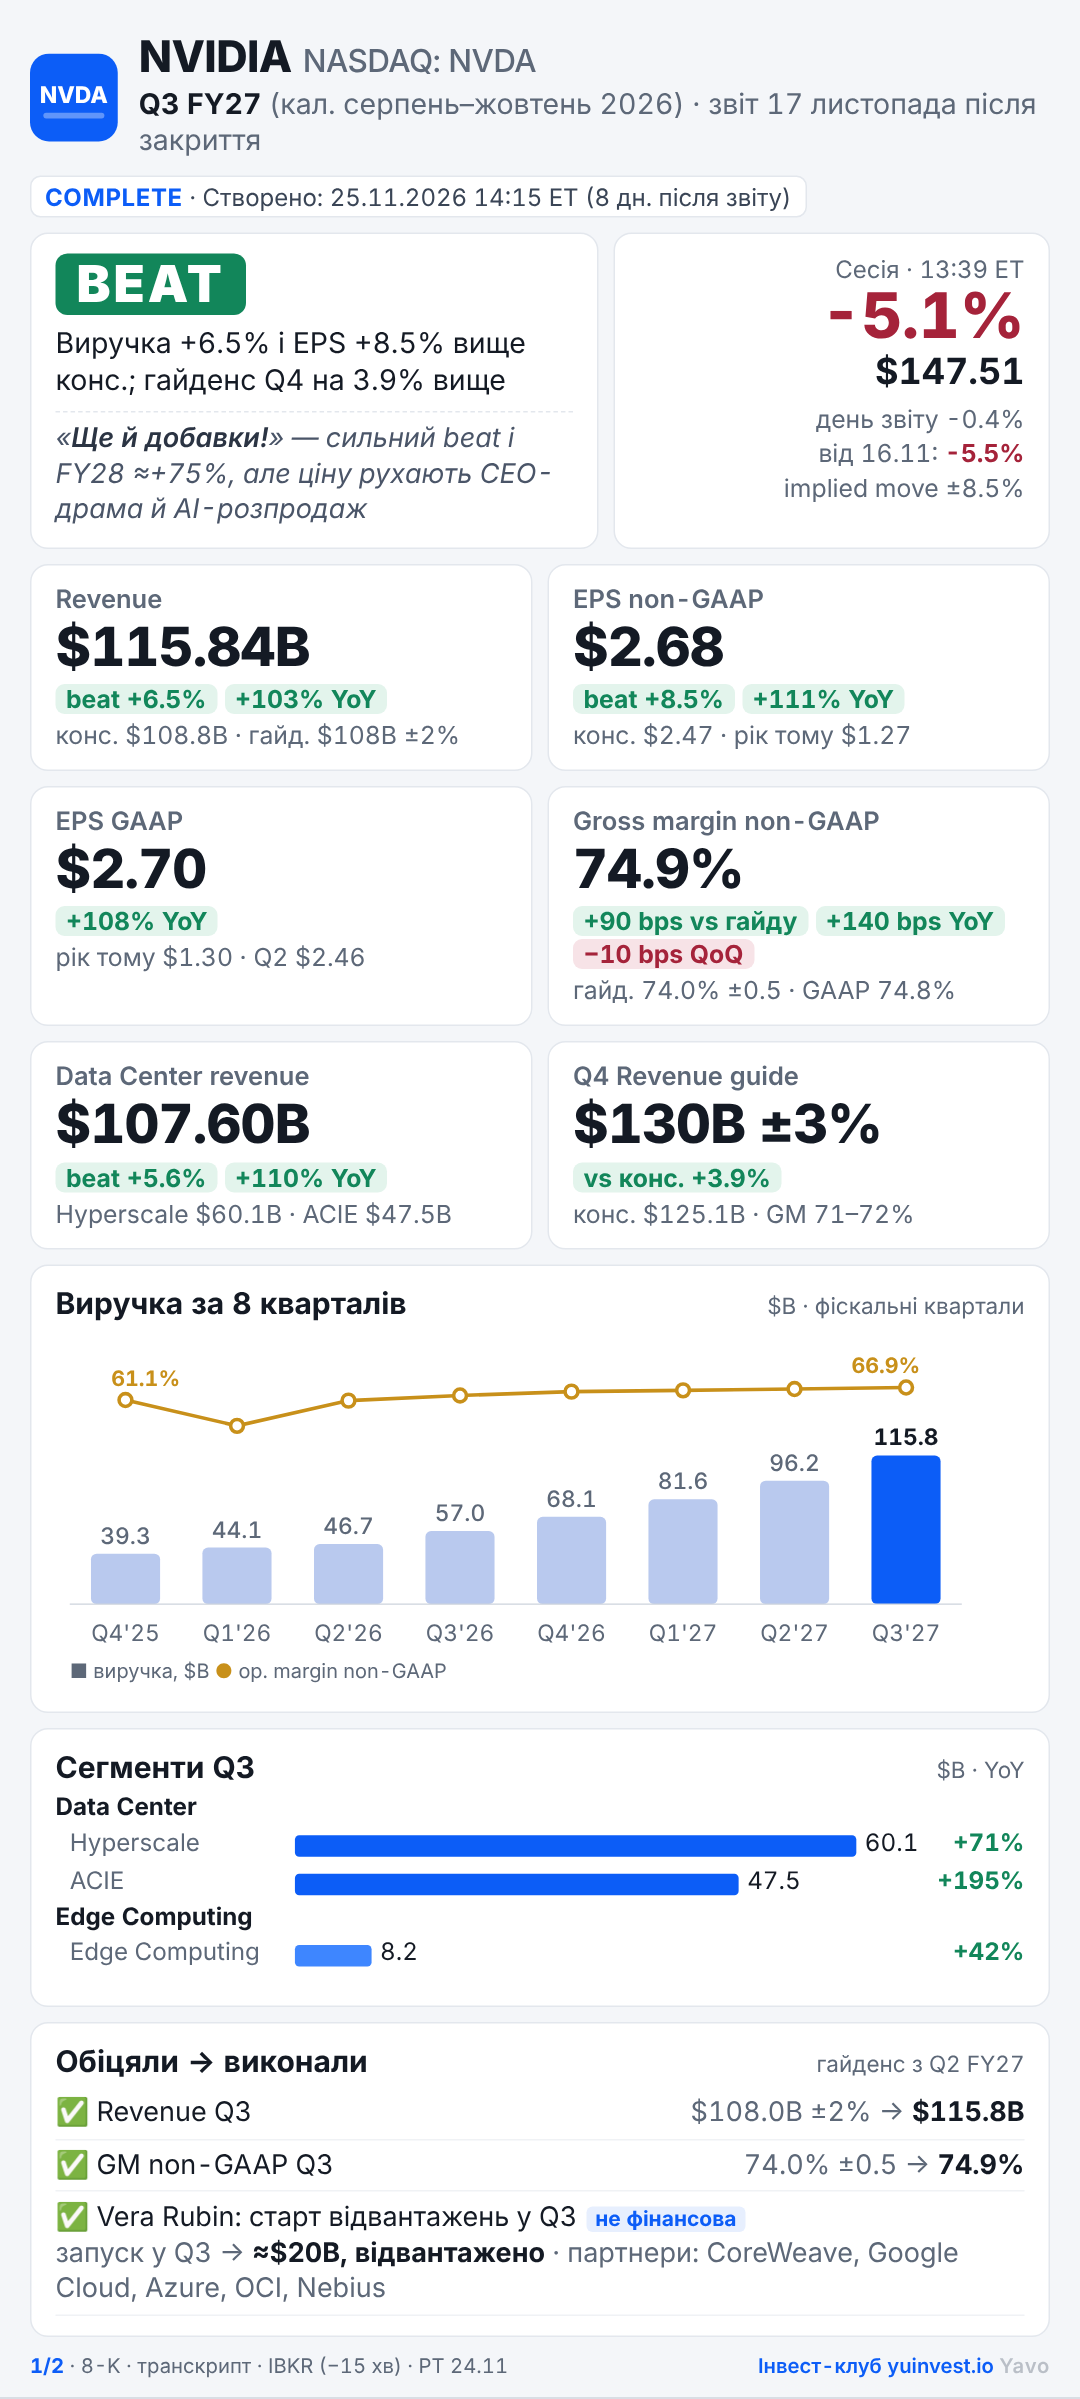 NVDA
NVIDIA NASDAQ: NVDA
Q3 FY27 (кал. серпень–жовтень 2026) · звіт 17 листопада після
закриття
COMPLETE · Створено: 25.11.2026 14:15 ET (8 дн. після звіту)
BEAT
Виручка +6.5% і EPS +8.5% вище
конс.; гайденс Q4 на 3.9% вище
«Ще й добавки!» — сильний beat і
FY28 ≈+75%, але ціну рухають CEO-
драма й AI-розпродаж
Сесія · 13:39 ET
-5.1%
$147.51
день звіту -0.4%
від 16.11: -5.5%
implied move ±8.5%
Revenue
$115.84B
beat +6.5% +103% YoY
конс. $108.8B · гайд. $108B ±2%
EPS non-GAAP
$2.68
beat +8.5% +111% YoY
конс. $2.47 · рік тому $1.27
EPS GAAP
$2.70
+108% YoY
рік тому $1.30 · Q2 $2.46
Gross margin non-GAAP
74.9%
+90 bps vs гайду +140 bps YoY
−10 bps QoQ
гайд. 74.0% ±0.5 · GAAP 74.8%
Data Center revenue
$107.60B
beat +5.6% +110% YoY
Hyperscale $60.1B · ACIE $47.5B
Q4 Revenue guide
$130B ±3%
vs конс. +3.9%
конс. $125.1B · GM 71–72%
Виручка за 8 кварталів
$B · фіскальні квартали
61.1% 66.9%
39.3 44.1 46.7 57.0 68.1 81.6 96.2 115.8
Q4'25 Q1'26 Q2'26 Q3'26 Q4'26 Q1'27 Q2'27 Q3'27
виручка, $B op. margin non-GAAP
Сегменти Q3
$B · YoY
Data Center
Hyperscale 60.1 +71%
ACIE 47.5 +195%
Edge Computing
Edge Computing 8.2 +42%
Обіцяли → виконали
гайденс з Q2 FY27
✅ Revenue Q3 $108.0B ±2% → $115.8B
✅ GM non-GAAP Q3 74.0% ±0.5 → 74.9%
✅ Vera Rubin: старт відвантажень у Q3 не фінансова
запуск у Q3 → ≈$20B, відвантажено · партнери: CoreWeave, Google
Cloud, Azure, OCI, Nebius
1/2 · 8-K · транскрипт · IBKR (−15 хв) · PT 24.11
Інвест-клуб yuinvest.io Yavo